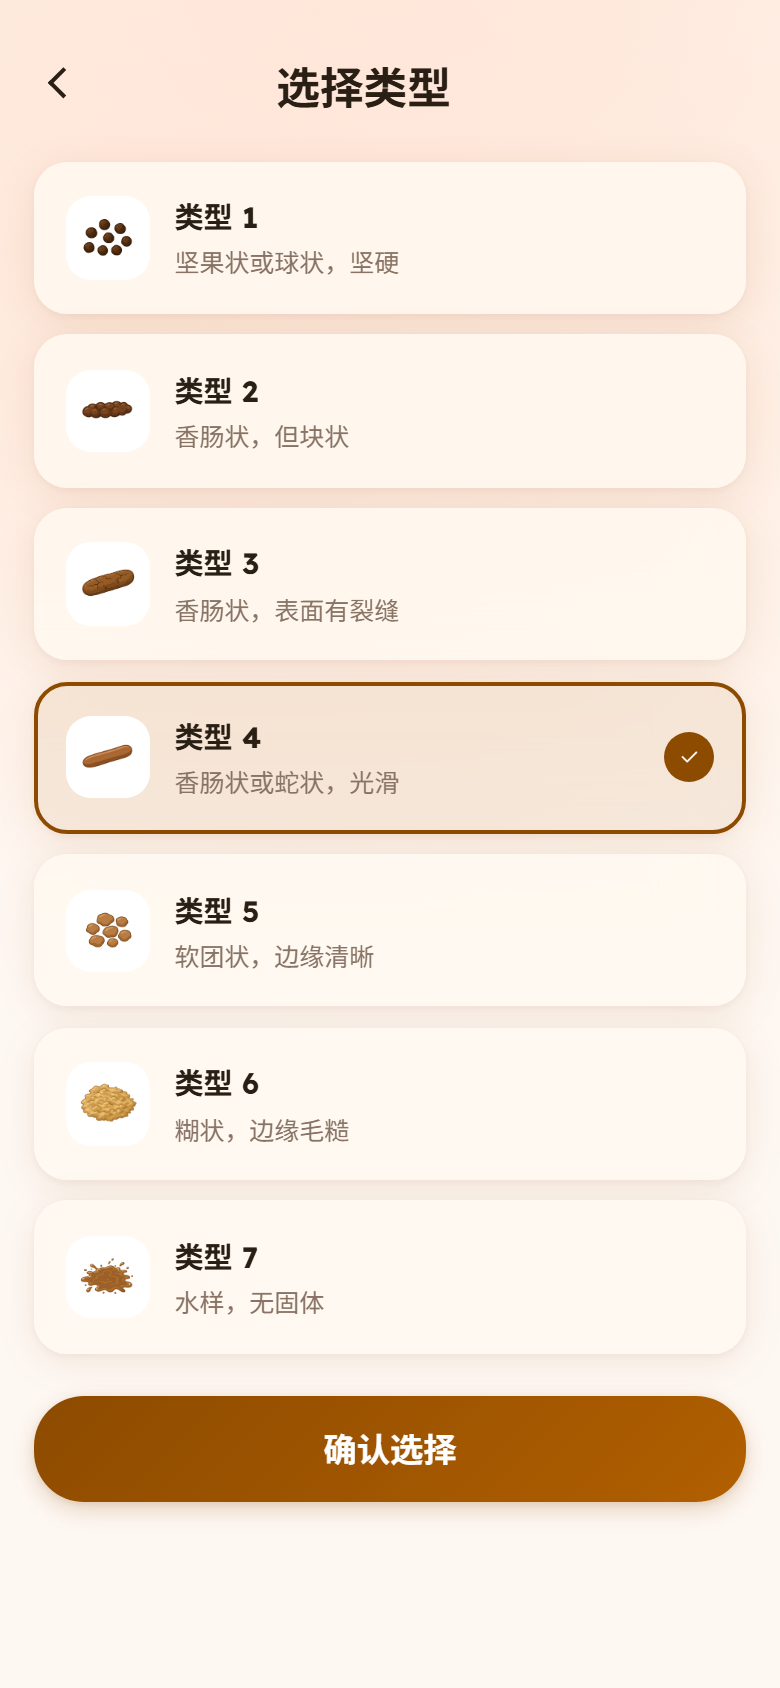 选择类型
类型 1
坚果状或球状，坚硬
类型 2
香肠状，但块状
类型 3
香肠状，表面有裂缝
类型 4
香肠状或蛇状，光滑
类型 5
软团状，边缘清晰
类型 6
糊状，边缘毛糙
类型 7
水样，无固体
确认选择